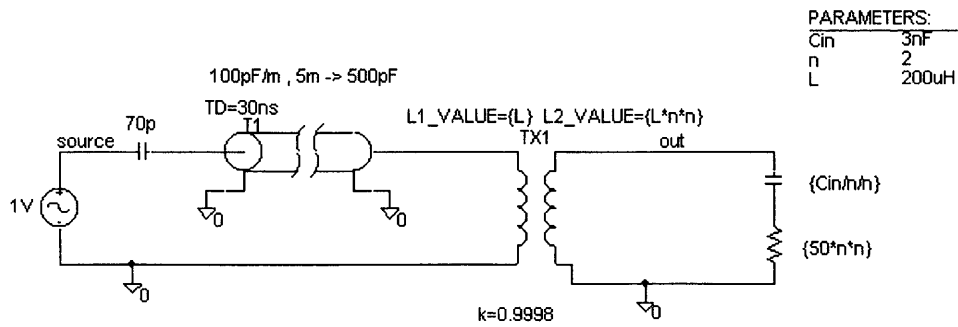 PARAMETERS:
Cin 3nF
n 2
L 200uH
100pF/m , 5m -> 500pF
TD=30ns
T1
L1_VALUE={L} L2_VALUE={L*n*n}
TX1
70p
source
out
{Cin/n/n}
1V
{50*n*n}
0
0
0
0
k=0.9998